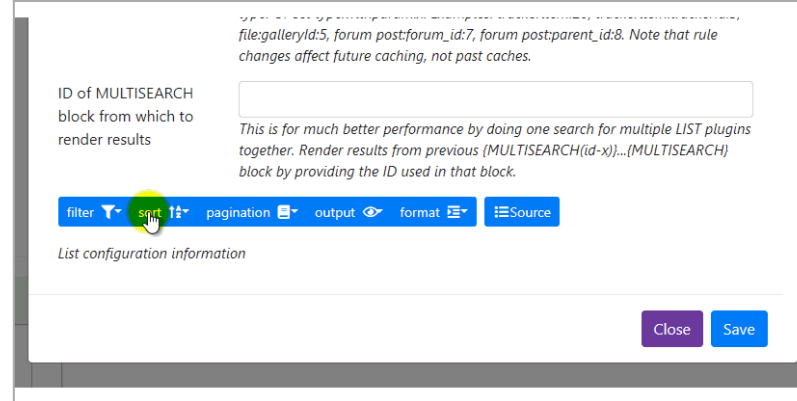 file:galleryId:5, forum post:forum_id:7, forum post:parent_id:8. Note that rule
changes affect future caching, not past caches.
ID of MULTISEARCH
block from which to
render results
This is for much better performance by doing one search for multiple LIST plugins
together. Render results from previous {MULTISEARCH(id-x)}...{MULTISEARCH}
block by providing the ID used in that block.
filter sort pagination output format Source
List configuration information
Close Save